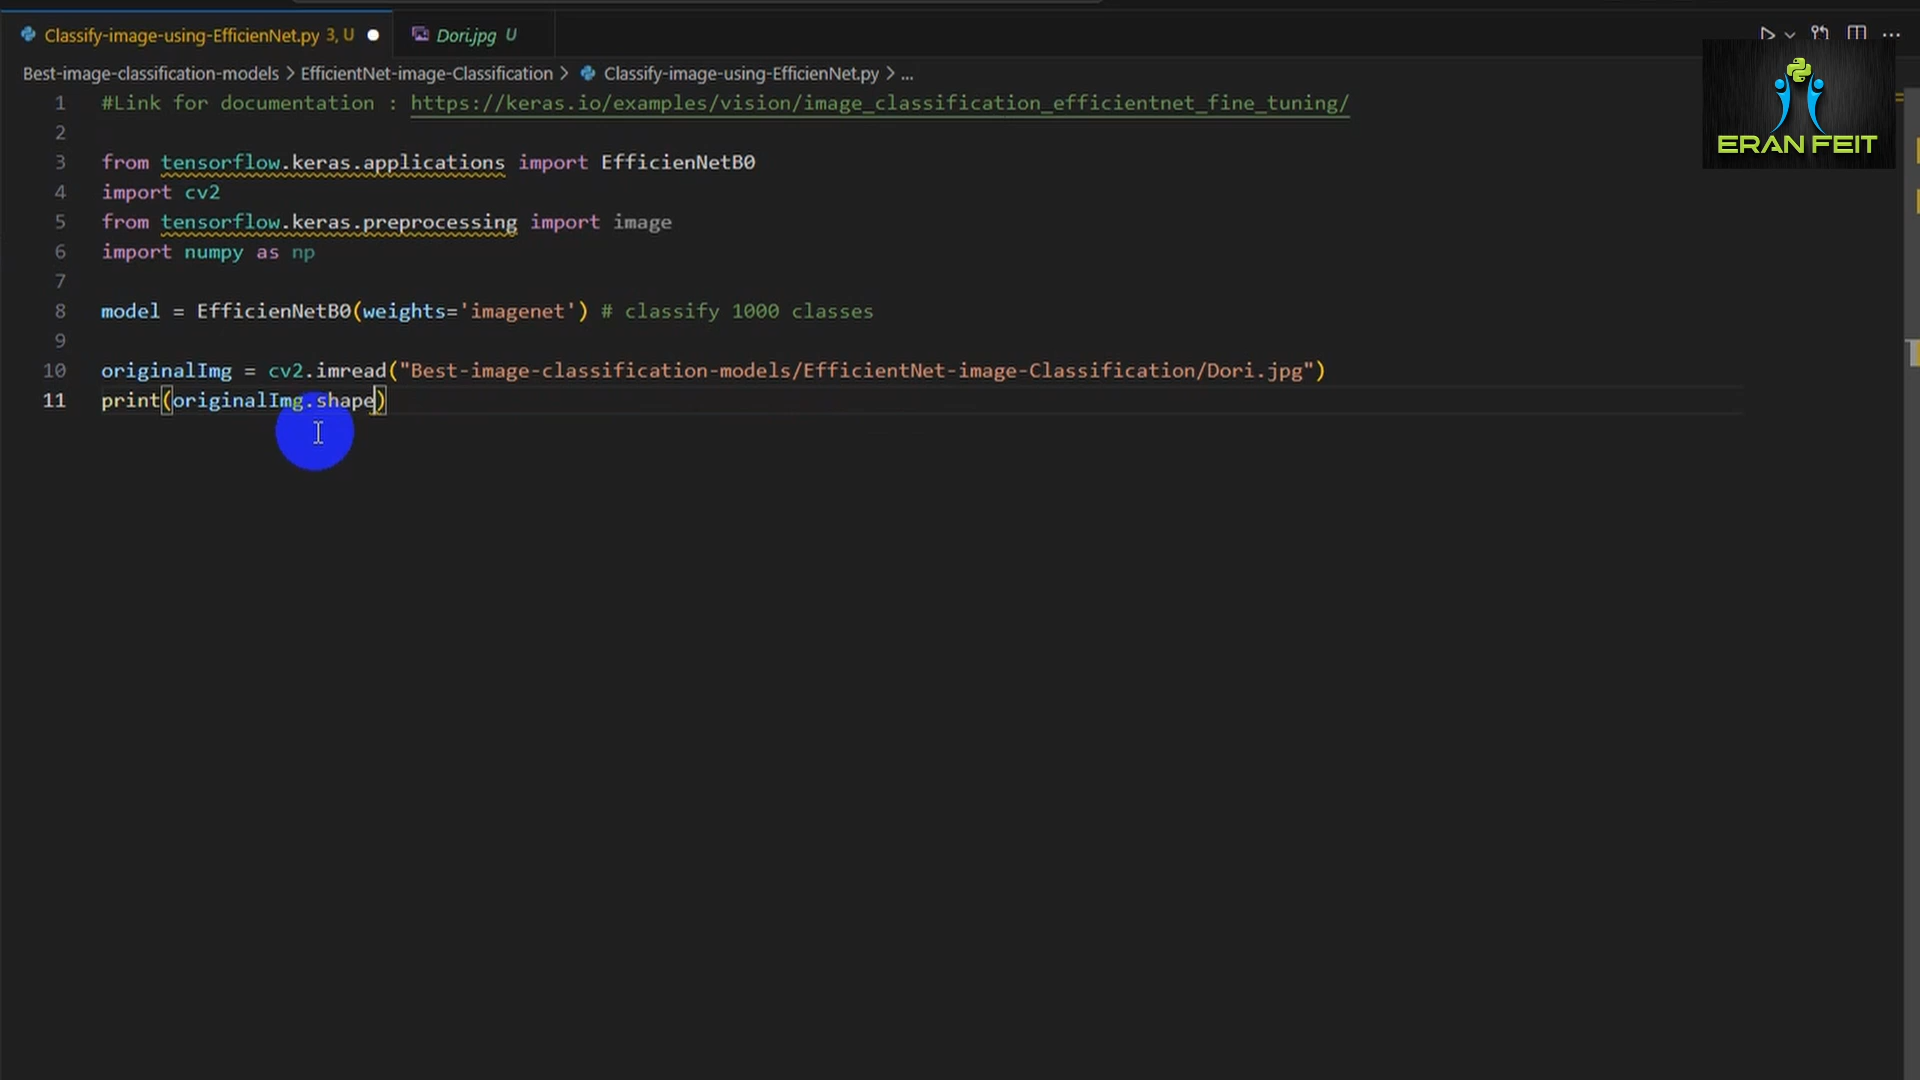 Classify-image-using-EfficienNet.py 3, U
Dori.jpg U
Best-image-classification-models > EfficientNet-image-Classification > Classify-image-using-EfficienNet.py > ...
ERAN FEIT
1 #Link for documentation : https://keras.io/examples/vision/image_classification_efficientnet_fine_tuning/
2
3 from tensorflow.keras.applications import EfficienNetB0
4 import cv2
5 from tensorflow.keras.preprocessing import image
6 import numpy as np
7
8 model = EfficienNetB0(weights='imagenet') # classify 1000 classes
9
10 originalImg = cv2.imread("Best-image-classification-models/EfficientNet-image-Classification/Dori.jpg")
11 print(originalImg.shape)